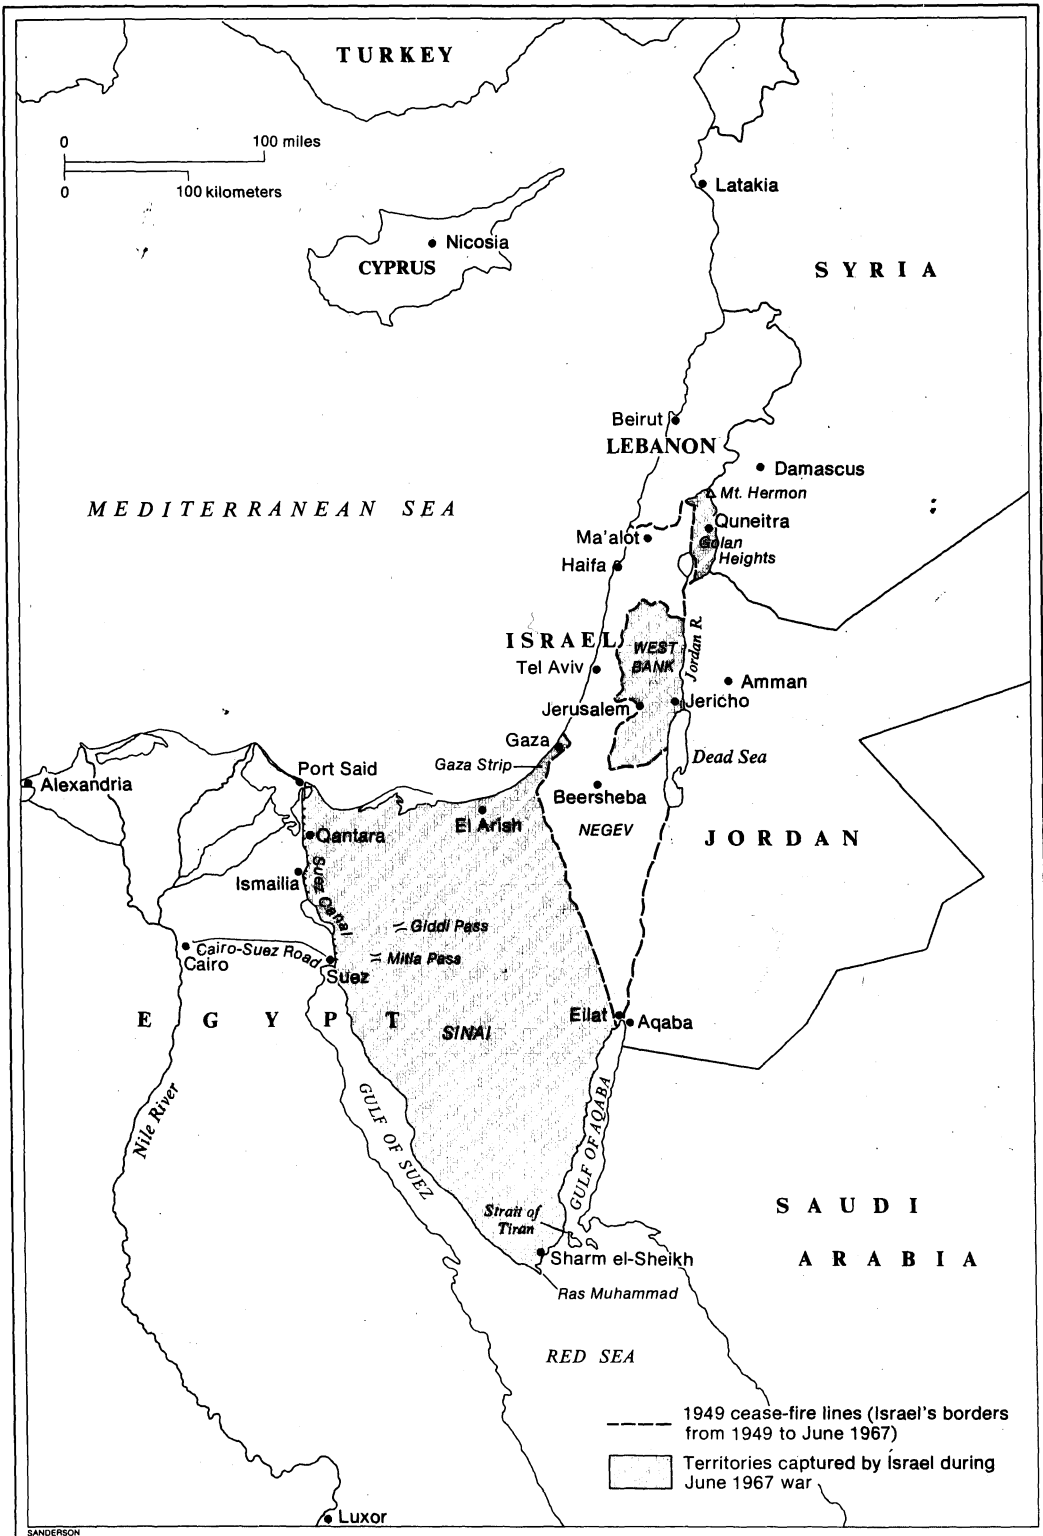 TURKEY
0 100 miles
0 100 kilometers
Latakia
Nicosia
CYPRUS
SYRIA
Beirut
LEBANON
Damascus
Mt. Hermon
MEDITERRANEAN SEA
Quneitra
Ma'alot
Golan
Heights
Haifa
ISRAEL
WEST
BANK
Jordan R.
Tel Aviv
Amman
Jerusalem
Jericho
Gaza
Gaza Strip
Dead Sea
Port Said
Alexandria
Beersheba
El Arish
NEGEV
Qantara
JORDAN
Ismailia
Suez Canal
Giddi Pass
Cairo-Suez Road
Mitla Pass
Cairo
Suez
EGYPT
Eilat
Aqaba
SINAI
Nile River
GULF OF SUEZ
GULF OF AQABA
Strait of
Tiran
SAUDI
ARABIA
Sharm el-Sheikh
Ras Muhammad
RED SEA
1949 cease-fire lines (Israel's borders
from 1949 to June 1967)
Territories captured by Israel during
June 1967 war
Luxor
SANDERSON